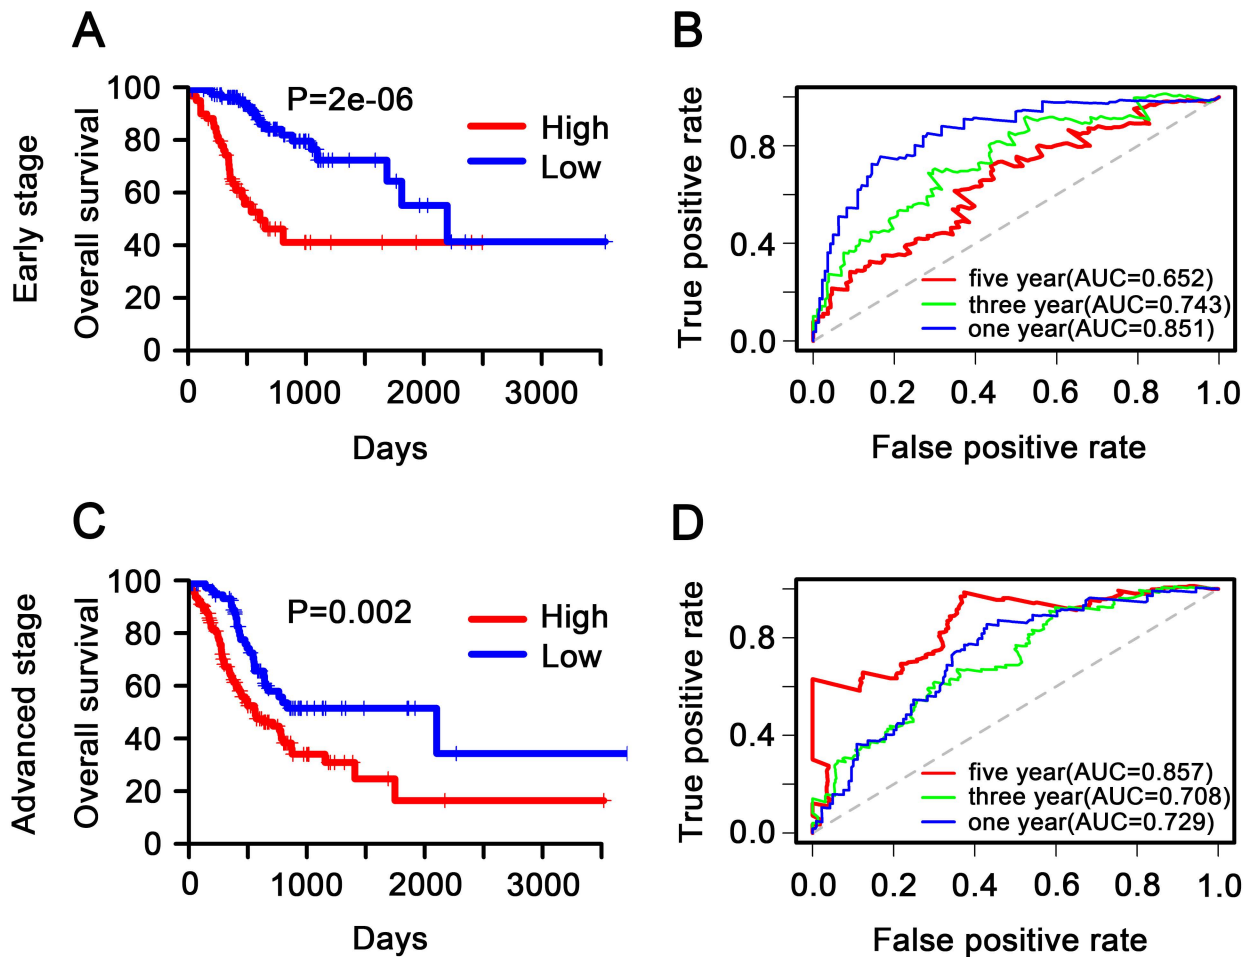 A
Early stage
Overall survival
100
80
60
40
20
0
P=2e-06
High
Low
0 1000 2000 3000
Days
B
True positive rate
0.8
0.4
0.0
five year(AUC=0.652)
three year(AUC=0.743)
one year(AUC=0.851)
0.0 0.2 0.4 0.6 0.8 1.0
False positive rate
C
Advanced stage
Overall survival
100
80
60
40
20
0
P=0.002
High
Low
0 1000 2000 3000
Days
D
True positive rate
0.8
0.4
0.0
five year(AUC=0.857)
three year(AUC=0.708)
one year(AUC=0.729)
0.0 0.2 0.4 0.6 0.8 1.0
False positive rate